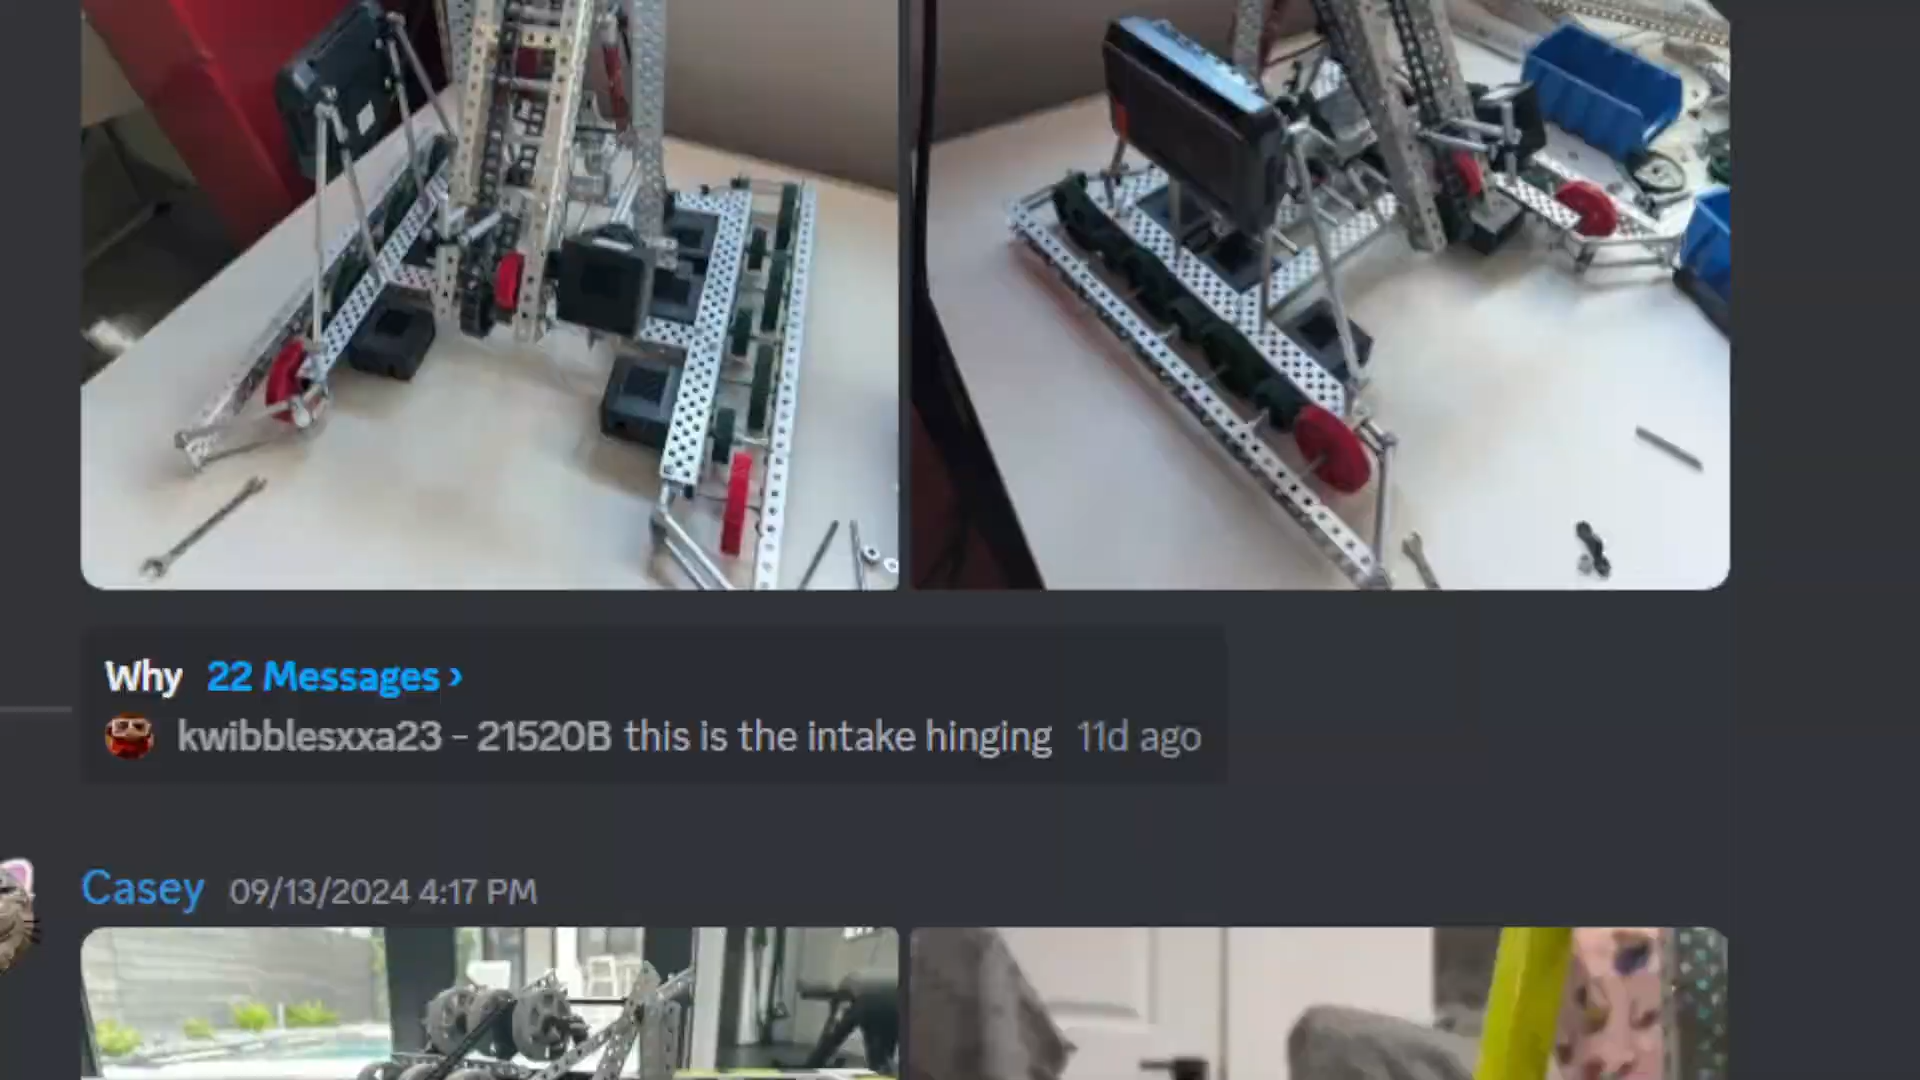 Why 22 Messages ›
kwibblesxxa23 - 21520B this is the intake hinging 11d ago
Casey 09/13/2024 4:17 PM